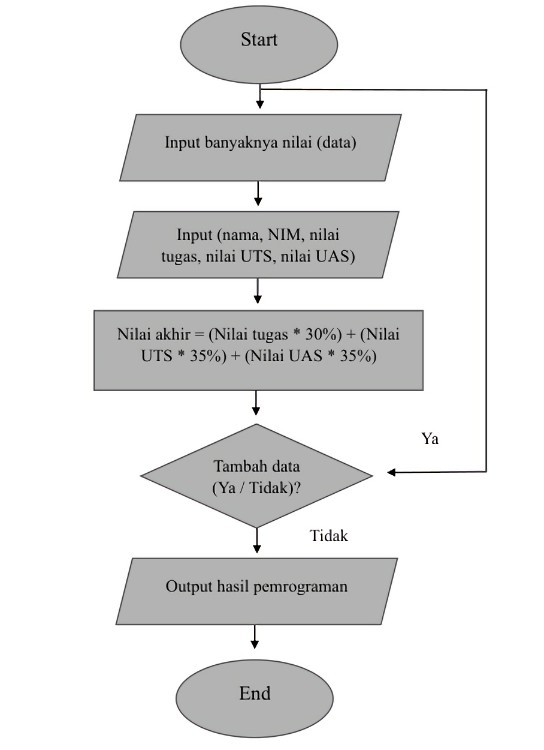 Start
Input banyaknya nilai (data)
Input (nama, NIM, nilai
tugas, nilai UTS, nilai UAS)
Nilai akhir = (Nilai tugas * 30%) + (Nilai
UTS * 35%) + (Nilai UAS * 35%)
Ya
Tambah data
(Ya / Tidak)?
Tidak
Output hasil pemrograman
End